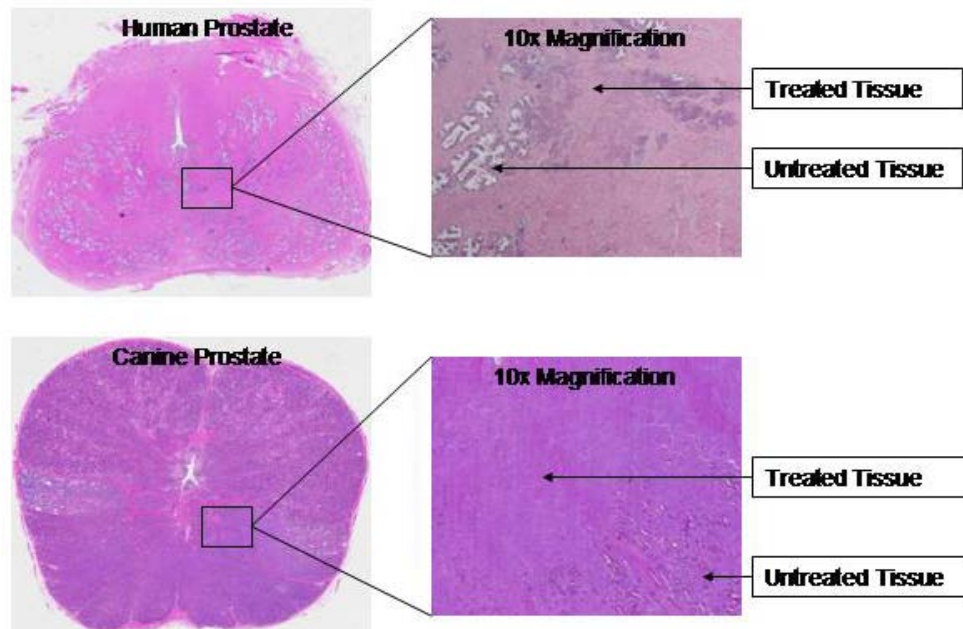 Human Prostate
10x Magnification
Treated Tissue
Untreated Tissue
Canine Prostate
10x Magnification
Treated Tissue
Untreated Tissue